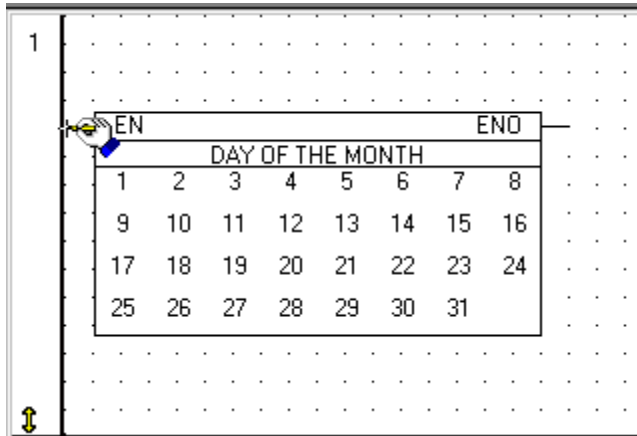 1
EN ENO
DAY OF THE MONTH
1 2 3 4 5 6 7 8
9 10 11 12 13 14 15 16
17 18 19 20 21 22 23 24
25 26 27 28 29 30 31